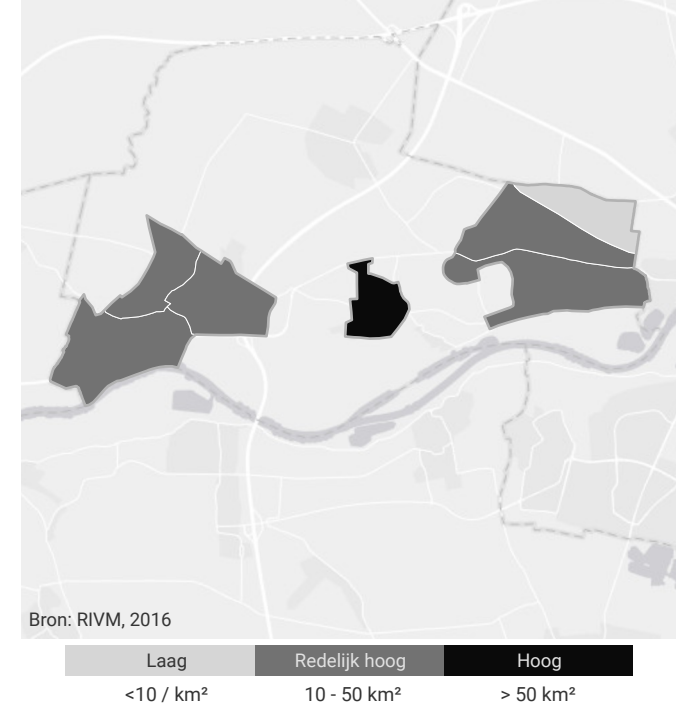 Bron: RIVM, 2016
Laag Redelijk hoog Hoog
<10 / km² 10 - 50 km² > 50 km²